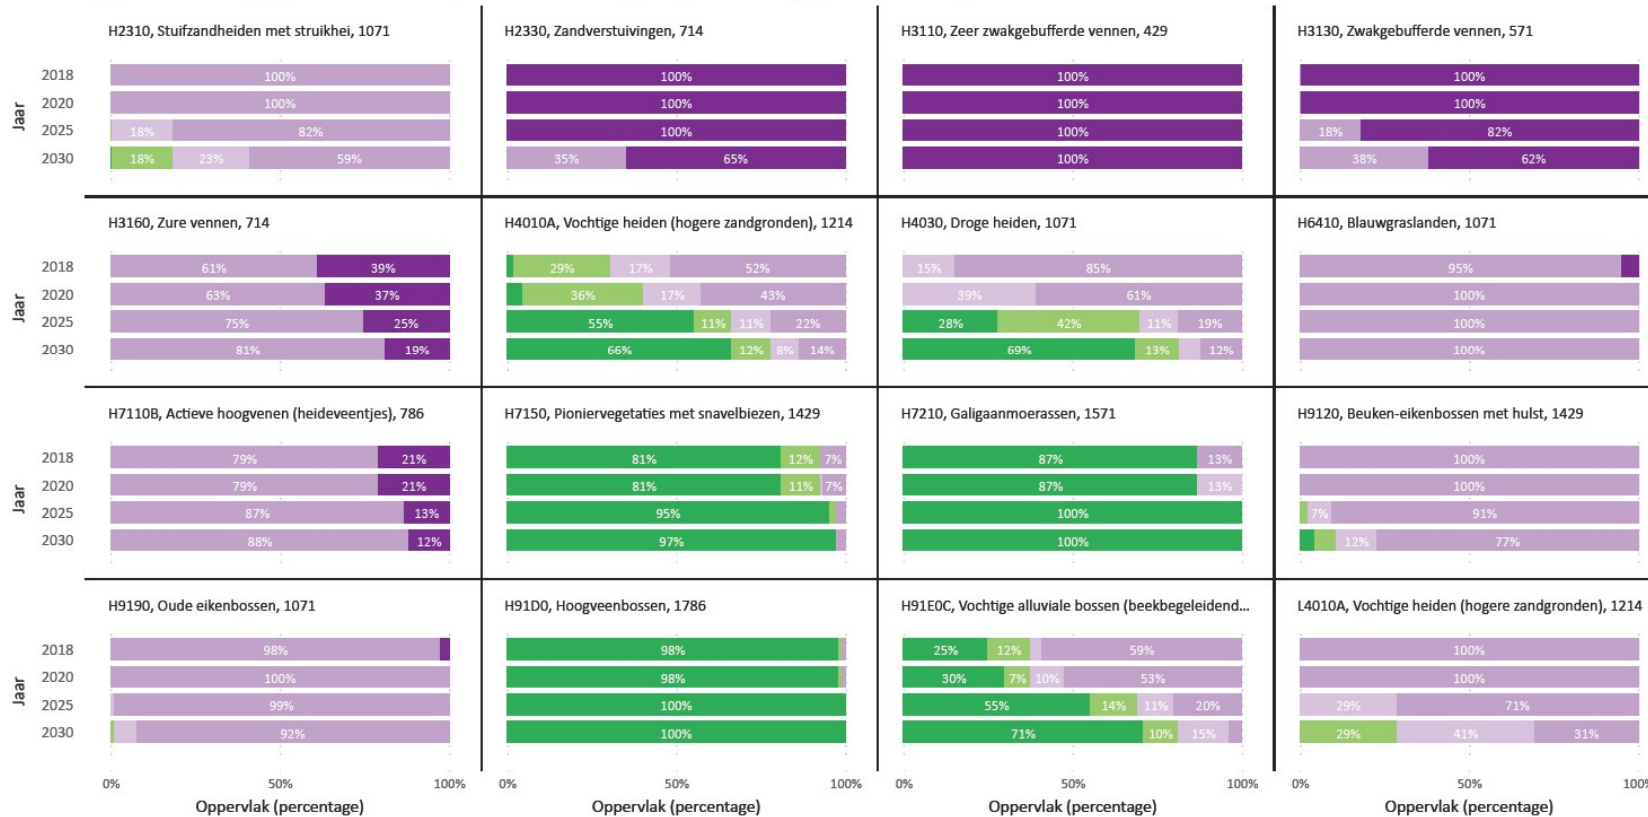 H2310, Stuifzandheiden met struikhei, 1071
H2330, Zandverstuivingen, 714
H3110, Zeer zwakgebufferde vennen, 429
H3130, Zwakgebufferde vennen, 571
Jaar
2018 100% 100% 100% 100%
2020 100% 100% 100% 100%
2025 18% 82% 100% 100% 18% 82%
2030 18% 23% 59% 35% 65% 100% 38% 62%
H3160, Zure vennen, 714
H4010A, Vochtige heiden (hogere zandgronden), 1214
H4030, Droge heiden, 1071
H6410, Blauwgraslanden, 1071
Jaar
2018 61% 39% 29% 17% 52% 15% 85% 95%
2020 63% 37% 36% 17% 43% 39% 61% 100%
2025 75% 25% 55% 11% 11% 22% 28% 42% 11% 19% 100%
2030 81% 19% 66% 12% 8% 14% 69% 13% 12% 100%
H7110B, Actieve hoogvenen (heideveentjes), 786
H7150, Pioniervegetaties met snavelbiezen, 1429
H7210, Galigaanmoerassen, 1571
H9120, Beuken-eikenbossen met hulst, 1429
Jaar
2018 79% 21% 81% 12% 7% 87% 13% 100%
2020 79% 21% 81% 11% 7% 87% 13% 100%
2025 87% 13% 95% 100% 7% 91%
2030 88% 12% 97% 100% 12% 77%
H9190, Oude eikenbossen, 1071
H91D0, Hoogveenbossen, 1786
H91E0C, Vochtige alluviale bossen (beekbegeleidend...
L4010A, Vochtige heiden (hogere zandgronden), 1214
Jaar
2018 98% 98% 25% 12% 59% 100%
2020 100% 98% 30% 7% 10% 53% 100%
2025 99% 100% 55% 14% 11% 20% 29% 71%
2030 92% 100% 71% 10% 15% 29% 41% 31%
0% 50% 100% 0% 50% 100% 0% 50% 100% 0% 50% 100%
Oppervlak (percentage) Oppervlak (percentage) Oppervlak (percentage) Oppervlak (percentage)